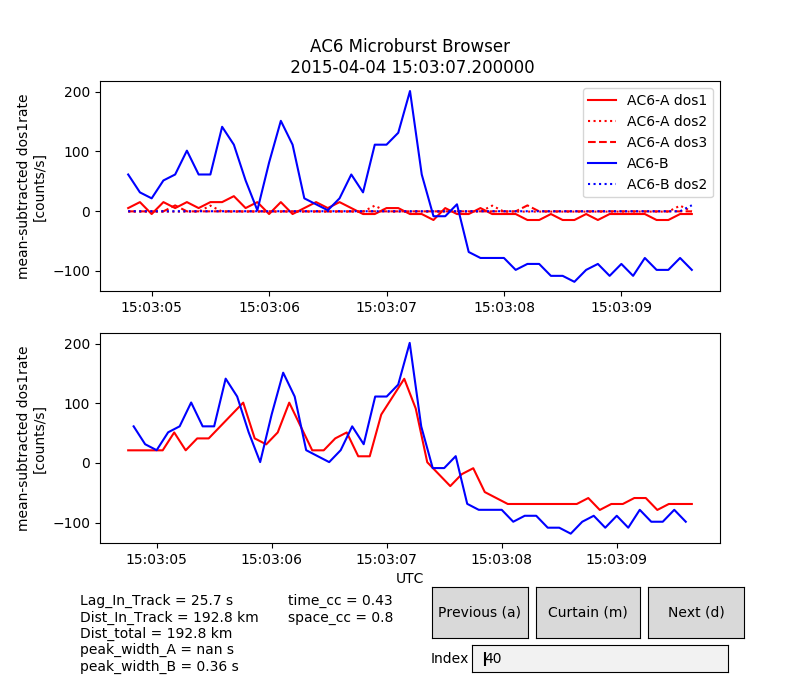 AC6 Microburst Browser
2015-04-04 15:03:07.200000
mean-subtracted dos1rate
[counts/s]
200
100
0
−100
AC6-A dos1
AC6-A dos2
AC6-A dos3
AC6-B
AC6-B dos2
15:03:05
15:03:06
15:03:07
15:03:08
15:03:09
mean-subtracted dos1rate
[counts/s]
200
100
0
−100
15:03:05
15:03:06
15:03:07
15:03:08
15:03:09
UTC
Lag_In_Track = 25.7 s
Dist_In_Track = 192.8 km
Dist_total = 192.8 km
peak_width_A = nan s
peak_width_B = 0.36 s
time_cc = 0.43
space_cc = 0.8
Previous (a)
Curtain (m)
Next (d)
Index
40